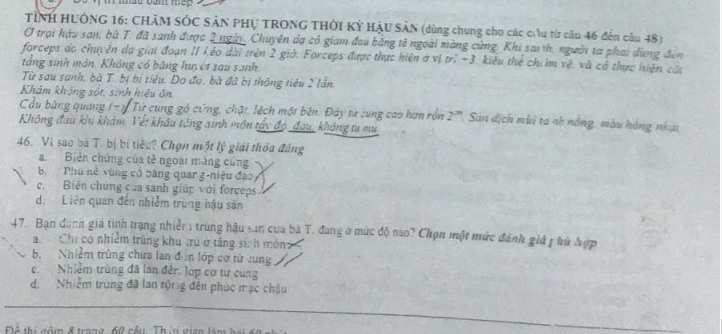 TÌNH HUỐNG 16: CHĂM SÓC SẢN PHỤ TRONG THỜI KỲ HẬU SẢN (dùng chung cho các câu từ câu 46 đến câu 48)
Ở trại hậu sản, bà T. đã sanh được 2 ngày. Chuyển dạ có giảm đau bằng tê ngoài màng cứng. Khi sanh, người ta phải dùng đến
forceps do chuyển dạ giai đoạn II kéo dài trên 2 giờ. Forceps được thực hiện ở vị trí +3, kiểu thế chẩm vệ, và có thực hiện cắt
tầng sinh môn. Không có băng huyết sau sanh.
Từ sau sanh, bà T. bị bí tiểu. Do đó, bà đã bị thông tiểu 2 lần.
Khám không sốt, sinh hiệu ổn.
Cầu bàng quang (-). Tử cung gò cứng, chặt, lệch một bên. Đáy tử cung cao hơn rốn 2cm. Sản dịch mùi tanh nồng, màu hồng nhạt.
Không đau khi khám. Vết khâu tầng sinh môn tấy đỏ, đau, không tụ mủ.
46. Vì sao bà T. bị bí tiểu? Chọn một lý giải thỏa đáng
a. Biến chứng của tê ngoài màng cứng
b. Phù nề vùng cổ bàng quang-niệu đạo
c. Biến chứng của sanh giúp với forceps
d. Liên quan đến nhiễm trùng hậu sản
47. Bạn đánh giá tình trạng nhiễm trùng hậu sản của bà T. đang ở mức độ nào? Chọn một mức đánh giá phù hợp
a. Chỉ có nhiễm trùng khu trú ở tầng sinh môn
b. Nhiễm trùng chưa lan đến lớp cơ tử cung
c. Nhiễm trùng đã lan đến lớp cơ tử cung
d. Nhiễm trùng đã lan rộng đến phúc mạc chậu
Đề thi gồm 8 trang, 60 câu. Thời gian làm bài